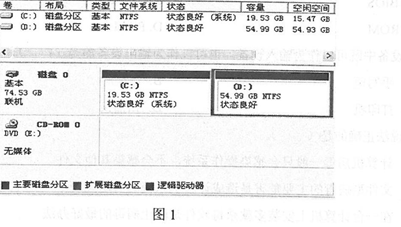 卷 布局 类型 文件系统 状态 容量 空闲空间
(C:) 磁盘分区 基本 NTFS 状态良好 (系统) 19.53 GB 15.47 GB
(D:) 磁盘分区 基本 NTFS 状态良好 54.99 GB 54.93 GB
磁盘 0
基本
74.53 GB
联机
(C:)
19.53 GB NTFS
状态良好 (系统)
(D:)
54.99 GB NTFS
状态良好
CD-ROM 0
DVD (E:)
无媒体
主要磁盘分区 扩展磁盘分区 逻辑驱动器
图 1